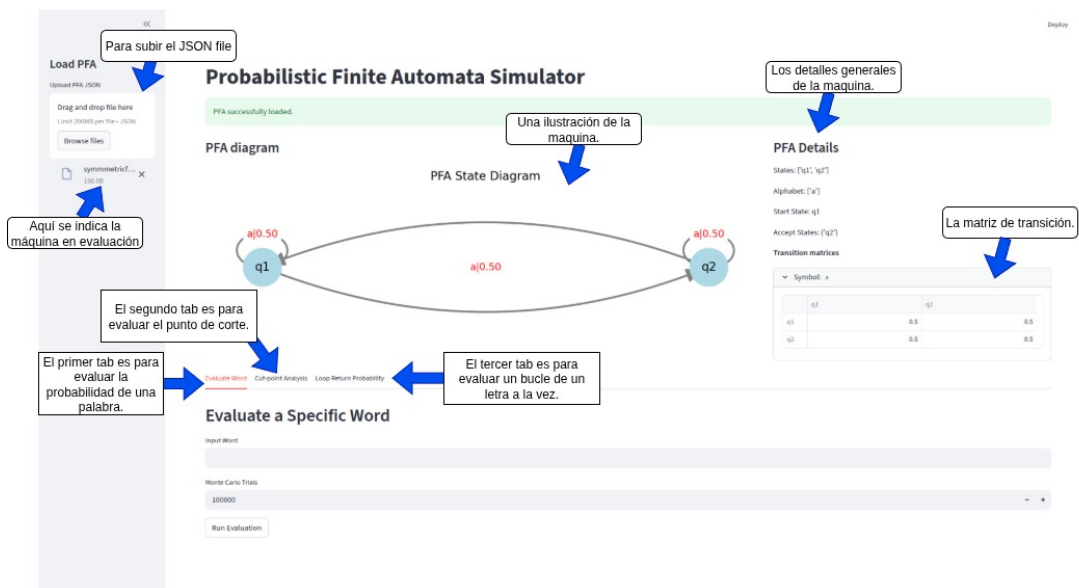 Deploy
Para subir el JSON file
Load PFA
Upload PFA JSON
Drag and drop file here
Limit 200MB per file • JSON
Browse files
symmmetricf...
198.0B
Aquí se indica la
máquina en evaluación
Probabilistic Finite Automata Simulator
PFA successfully loaded.
Los detalles generales
de la maquina.
Una ilustración de la
maquina.
PFA diagram
PFA State Diagram
a|0.50
q1
a|0.50
a|0.50
q2
PFA Details
States: ['q1', 'q2']
Alphabet: ['a']
Start State: q1
Accept States: ['q2']
Transition matrices
La matriz de transición.
Symbol: a
q1 q2
q1 0.5 0.5
q2 0.5 0.5
El segundo tab es para
evaluar el punto de corte.
El primer tab es para
evaluar la
probabilidad de una
palabra.
El tercer tab es para
evaluar un bucle de un
letra a la vez.
Evaluate Word Cut-point Analysis Loop Return Probability
Evaluate a Specific Word
Input Word
Monte Carlo Trials
100000
Run Evaluation